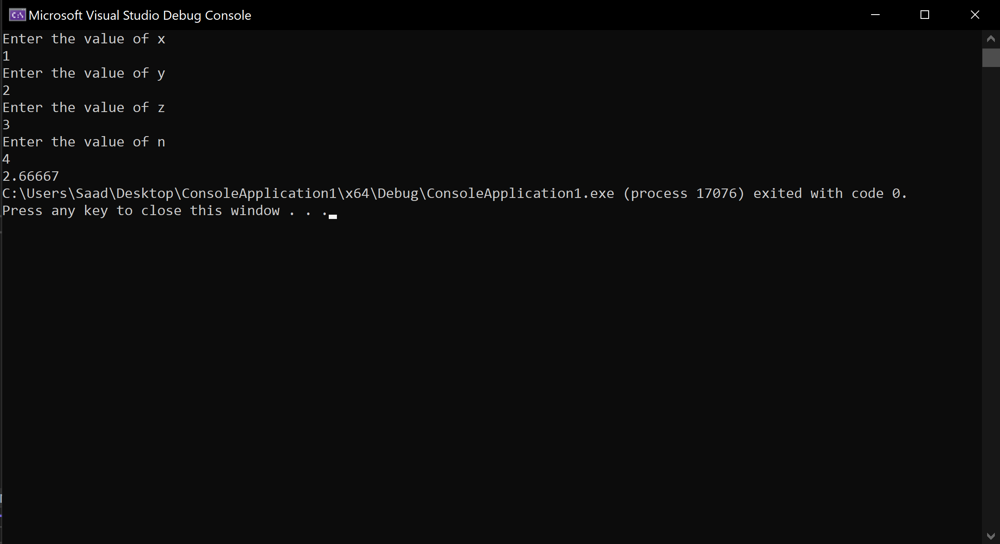 Microsoft Visual Studio Debug Console
Enter the value of x
1
Enter the value of y
2
Enter the value of z
3
Enter the value of n
4
2.66667
C:\Users\Saad\Desktop\ConsoleApplication1\x64\Debug\ConsoleApplication1.exe (process 17076) exited with code 0.
Press any key to close this window . . .